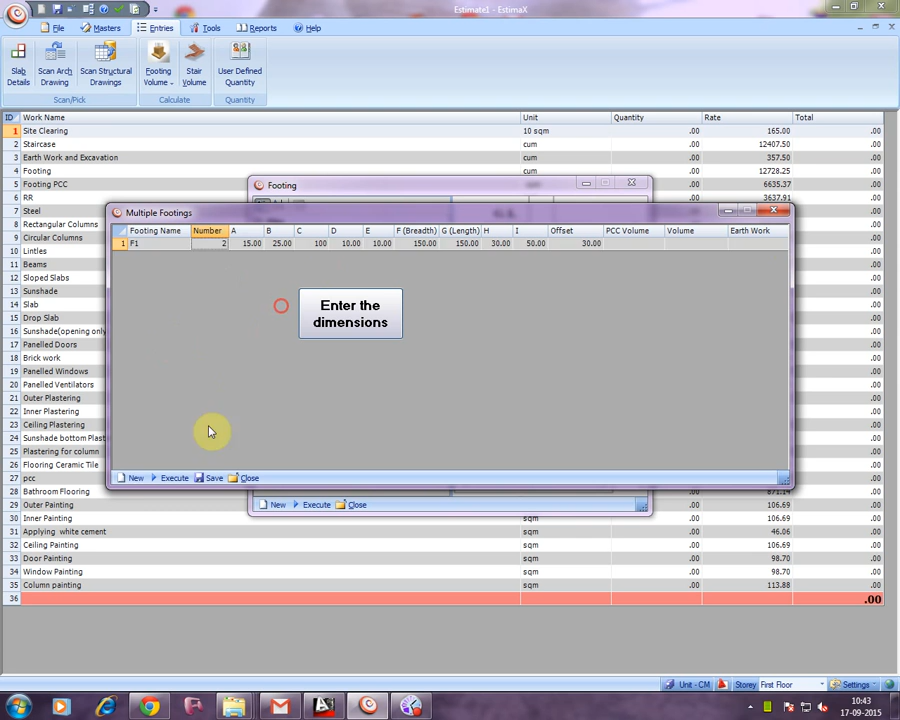 Estimate1 - EstimaX
File Masters Entries Tools Reports Help
Slab Details
Scan Arch Drawing
Scan Structural Drawings
Footing Volume
Stair Volume
User Defined Quantity
Scan/Pick Calculate Quantity
ID Work Name Unit Quantity Rate Total
1 Site Clearing 10 sqm .00 165.00 .00
2 Staircase cum .00 12407.50 .00
3 Earth Work and Excavation cum .00 357.50 .00
4 Footing cum .00 12728.25 .00
5 Footing PCC .00 6635.37 .00
Footing
6 RR .00 3637.91 .00
7 Steel .00
Multiple Footings
8 Rectangular Columns .00
9 Circular Columns .00
Footing Name Number A B C D E F (Breadth) G (Length) H I Offset PCC Volume Volume Earth Work
1 F1 2 15.00 25.00 100 10.00 10.00 150.00 150.00 30.00 50.00 30.00
10 Lintles .00
11 Beams .00
12 Sloped Slabs .00
13 Sunshade .00
14 Slab .00
15 Drop Slab .00
16 Sunshade(opening only .00
Enter the
dimensions
17 Panelled Doors .00
18 Brick work .00
19 Panelled Windows .00
20 Panelled Ventilators .00
21 Outer Plastering .00
22 Inner Plastering .00
23 Ceiling Plastering .00
24 Sunshade bottom Plast .00
25 Plastering for column .00
26 Flooring Ceramic Tile .00
27 pcc .00
New Execute Save Close
28 Bathroom Flooring 871.14 .00
29 Outer Painting .00 106.69 .00
New Execute Close
30 Inner Painting sqm .00 106.69 .00
31 Applying white cement sqm .00 46.06 .00
32 Ceiling Painting sqm .00 106.69 .00
33 Door Painting sqm .00 98.70 .00
34 Window Painting sqm .00 98.70 .00
35 Column painting sqm .00 113.88 .00
36 .00
Unit - CM Storey First Floor Settings
10:43
17-09-2015